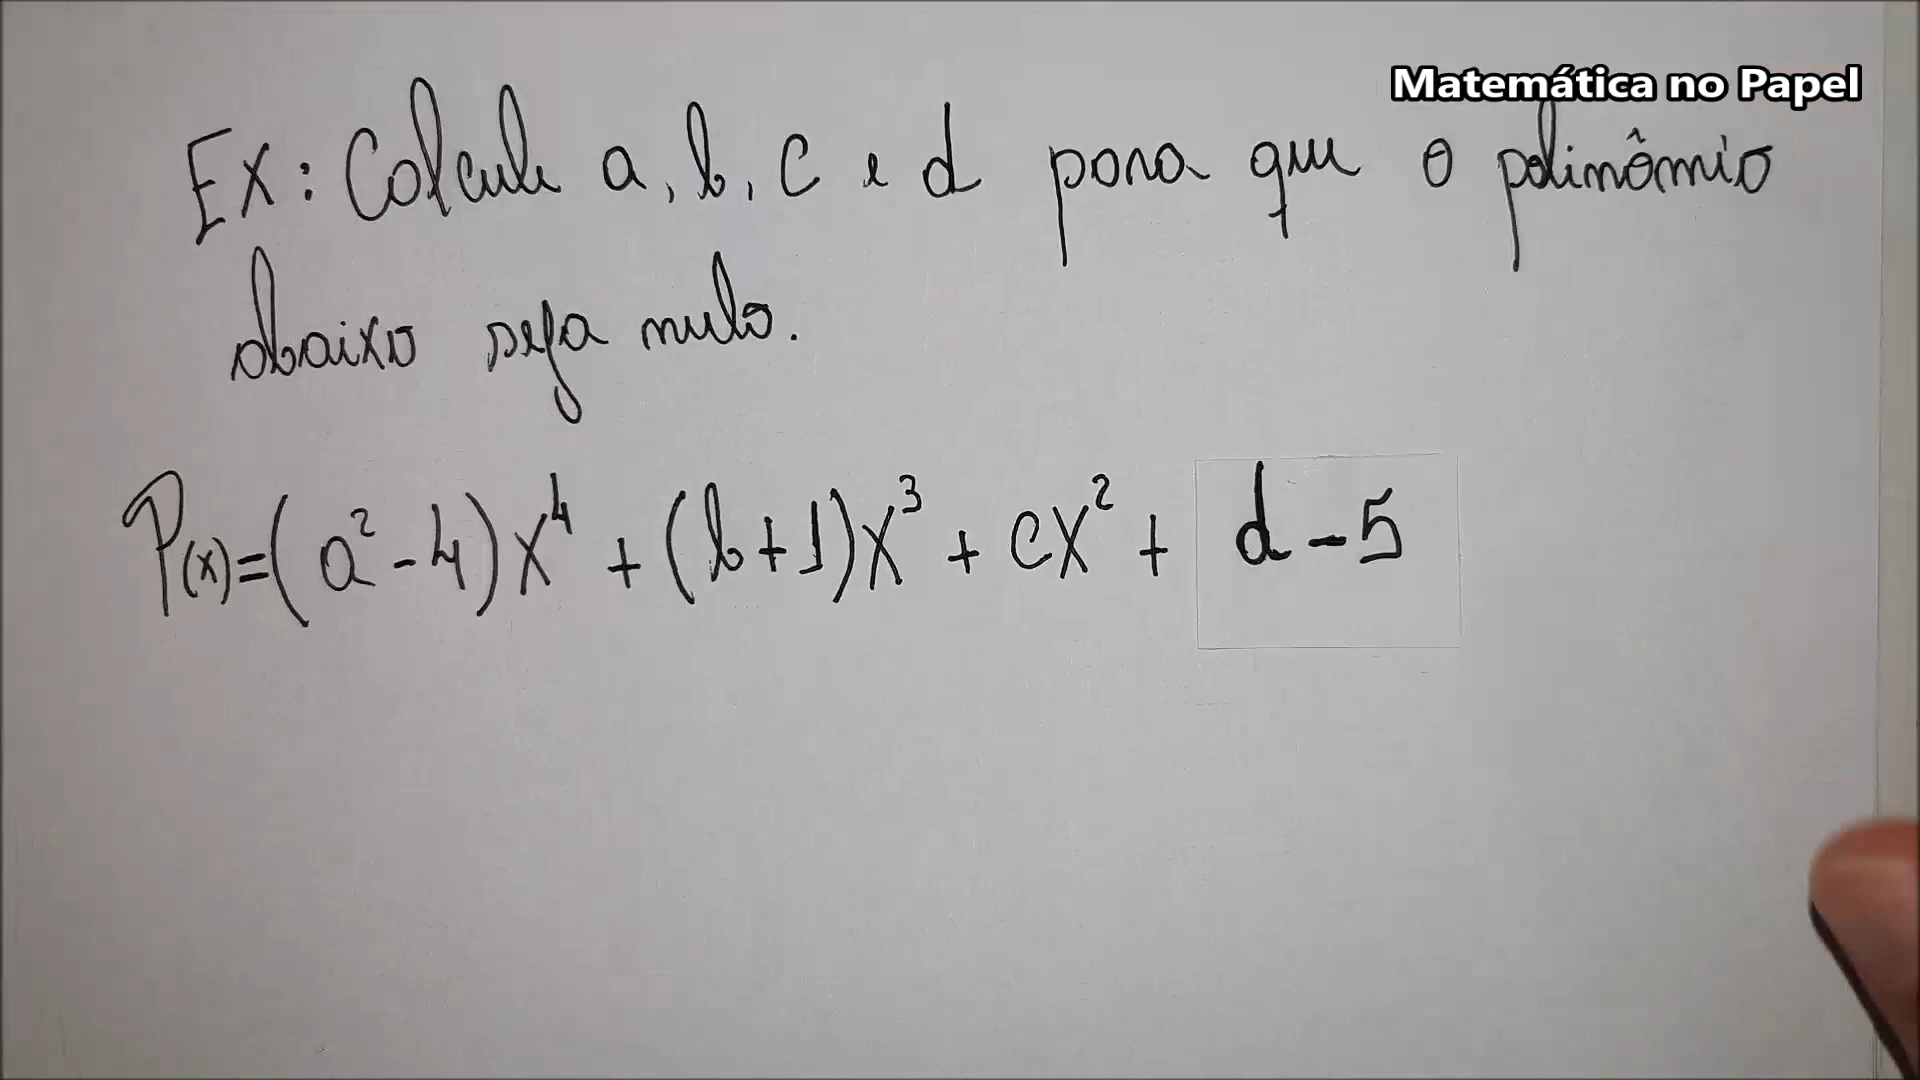 Matemática no Papel
Ex: Calcule a, b, c e d para que o polinômio
abaixo seja nulo.
P(x)=(a²-4)x⁴+(b+1)x³+cx²+d-5